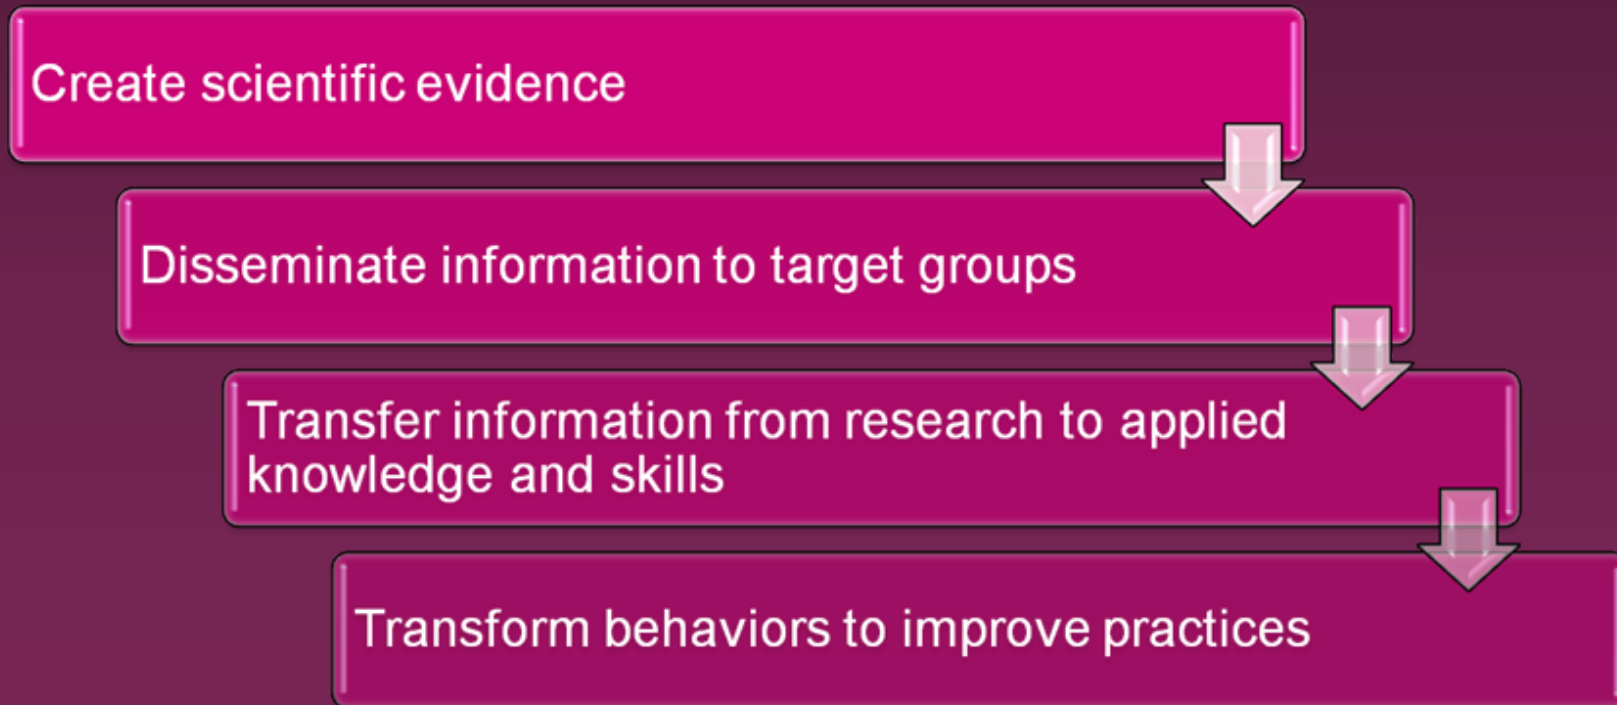 Create scientific evidence
Disseminate information to target groups
Transfer information from research to applied
knowledge and skills
Transform behaviors to improve practices